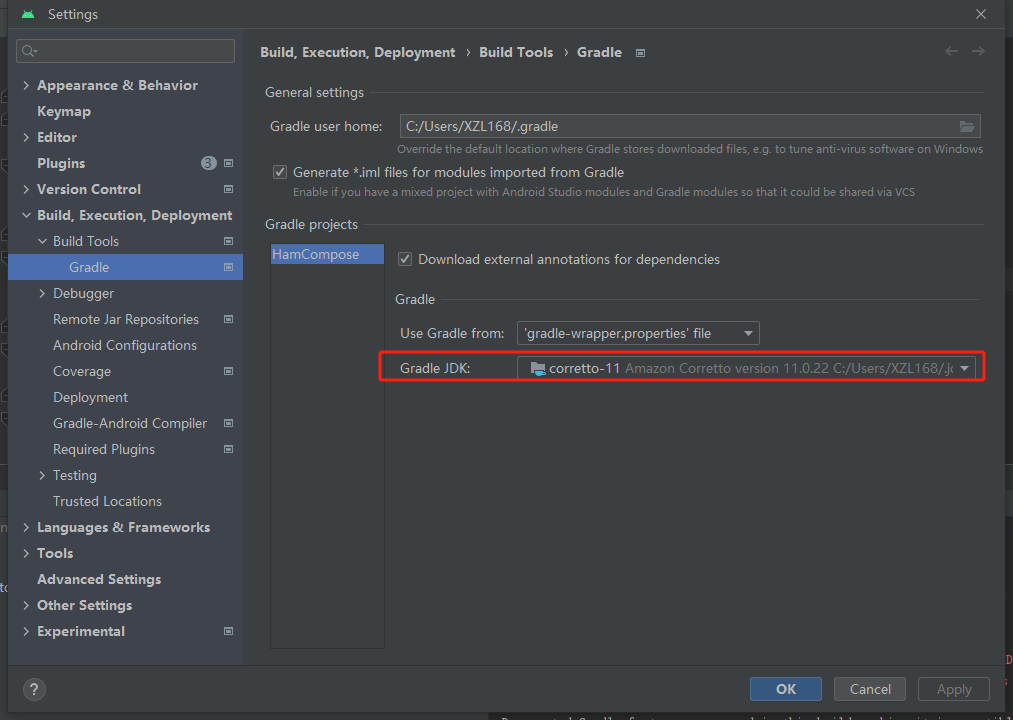 Settings
Build, Execution, Deployment › Build Tools › Gradle
Appearance & Behavior
Keymap
Editor
Plugins 3
Version Control
Build, Execution, Deployment
Build Tools
Gradle
Debugger
Remote Jar Repositories
Android Configurations
Coverage
Deployment
Gradle-Android Compiler
Required Plugins
Testing
Trusted Locations
Languages & Frameworks
Tools
Advanced Settings
Other Settings
Experimental
General settings
Gradle user home: C:/Users/XZL168/.gradle
Override the default location where Gradle stores downloaded files, e.g. to tune anti-virus software on Windows
Generate *.iml files for modules imported from Gradle
Enable if you have a mixed project with Android Studio modules and Gradle modules so that it could be shared via VCS
Gradle projects
HamCompose
Download external annotations for dependencies
Gradle
Use Gradle from: 'gradle-wrapper.properties' file
Gradle JDK: corretto-11 Amazon Corretto version 11.0.22 C:/Users/XZL168/.j
?
OK
Cancel
Apply